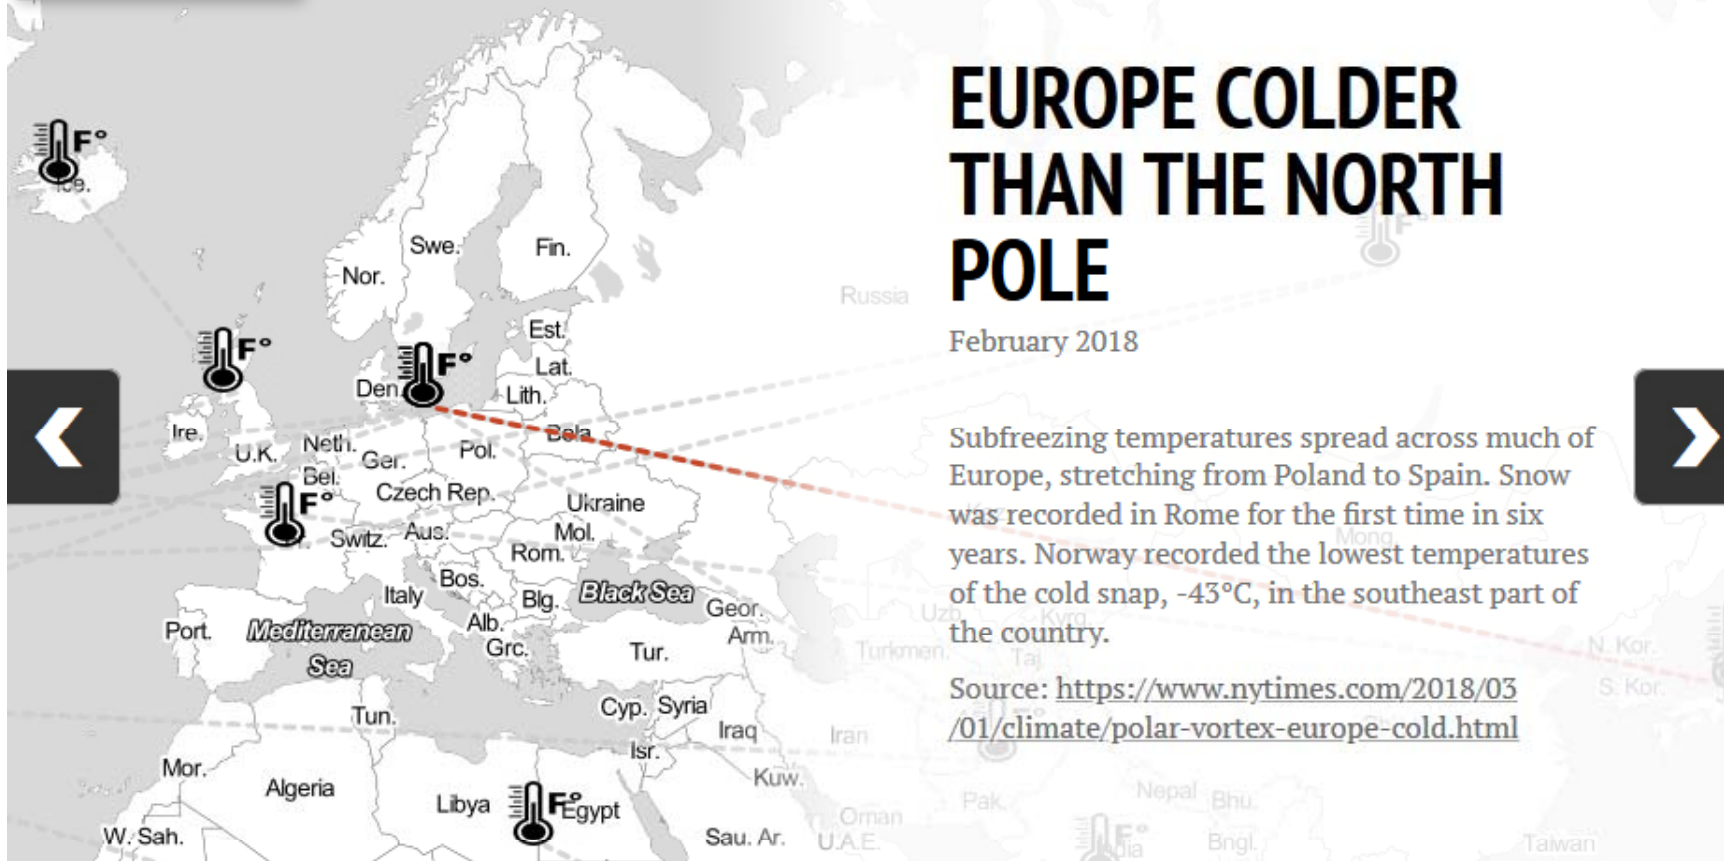 EUROPE COLDER
THAN THE NORTH
POLE
February 2018
Subfreezing temperatures spread across much of
Europe, stretching from Poland to Spain. Snow
was recorded in Rome for the first time in six
years. Norway recorded the lowest temperatures
of the cold snap, -43°C, in the southeast part of
the country.
Source: https://www.nytimes.com/2018/03
/01/climate/polar-vortex-europe-cold.html
F°
Ice.
Swe.
Fin.
Nor.
Russia
F°
Est.
F°
F°
Lat.
Den.
Lith.
Ire.
U.K.
Neth.
Ger.
Pol.
Bela.
Bel.
Czech Rep.
F°
Ukraine
Switz.
Aus.
Mol.
Rom.
Mong.
Bos.
Italy
Blg.
Black Sea
Geor.
Uzb.
Kyrg.
Port.
Mediterranean
Sea
Alb.
Grc.
Arm.
Tur.
Turkmen.
Taj.
N. Kor.
S. Kor.
Cyp.
Syria
Tun.
Iraq
Iran
Isr.
Mor.
Algeria
Libya
F°
Egypt
Kuw.
Pak.
Nepal
Bhu.
Oman
W. Sah.
Sau. Ar.
U.A.E.
F°
Bngl.
Taiwan